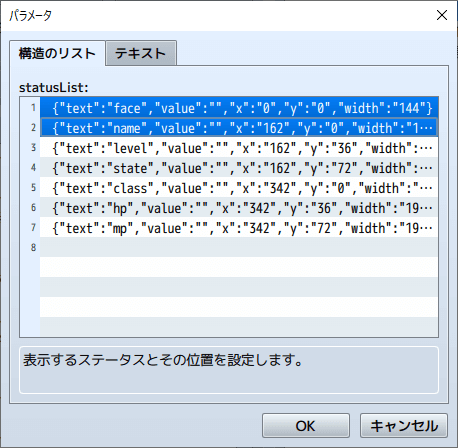 パラメータ
構造のリスト
テキスト
statusList:
1 {"text":"face","value":"","x":"0","y":"0","width":"144"}
2 {"text":"name","value":"","x":"162","y":"0","width":"1…
3 {"text":"level","value":"","x":"162","y":"36","width":…
4 {"text":"state","value":"","x":"162","y":"72","width":…
5 {"text":"class","value":"","x":"342","y":"0","width":"…
6 {"text":"hp","value":"","x":"342","y":"36","width":"19…
7 {"text":"mp","value":"","x":"342","y":"72","width":"19…
8
表示するステータスとその位置を設定します。
OK
キャンセル